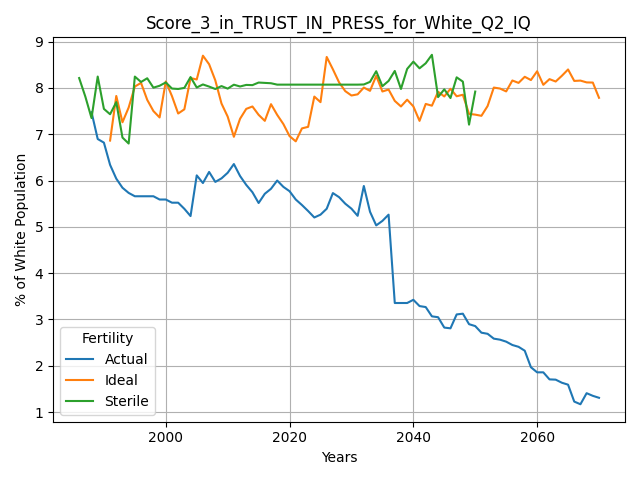 Score_3_in_TRUST_IN_PRESS_for_White_Q2_IQ
% of White Population
9
8
7
6
5
4
3
2
1
Fertility
Actual
Ideal
Sterile
2000 2020 2040 2060
Years